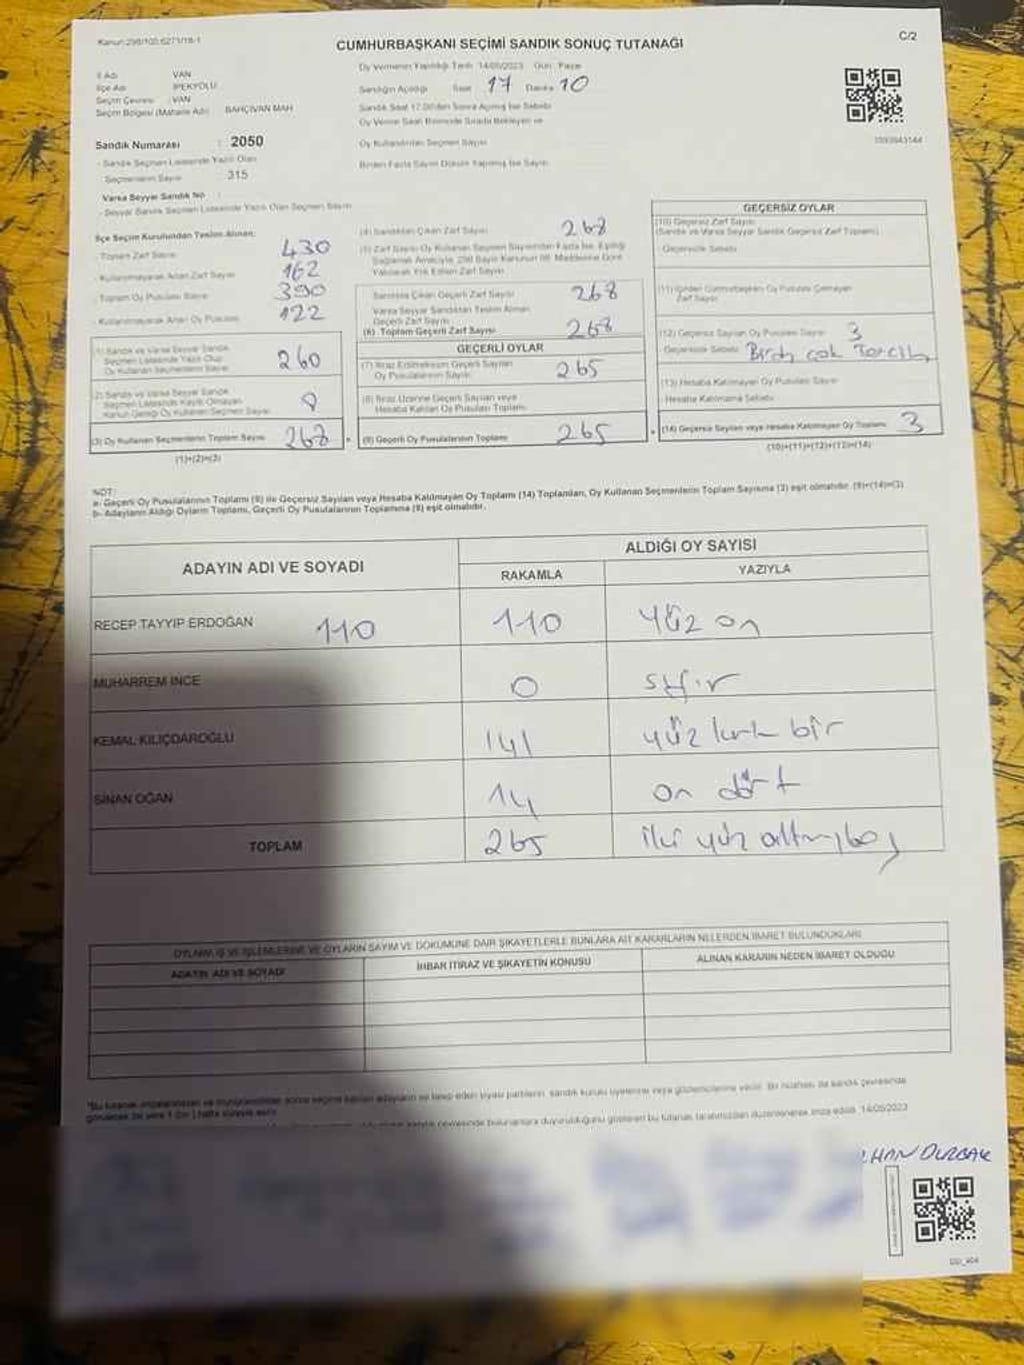 Kanun:298/100,6271/18-1
C/2
CUMHURBAŞKANI SEÇİMİ SANDIK SONUÇ TUTANAĞI
İl Adı VAN
İlçe Adı İPEKYOLU
Seçim Çevresi VAN
Seçim Bölgesi (Mahalle Adı) BAHÇIVAN MAH
Sandık Numarası : 2050
- Sandık Seçmen Listesinde Yazılı Olan
Seçmenlerin Sayısı 315
Varsa Seyyar Sandık No :
- Seyyar Sandık Seçmen Listesinde Yazılı Olan Seçmen Sayısı
Oy Vermenin Yapıldığı Tarih 14/05/2023 Gün Pazar
Sandığın Açıldığı Saat 17 Dakika 10
Sandık Saat 17.00'den Sonra Açılmış İse Sebebi
Oy Verme Saati Bitiminde Sırada Bekleyen ve
Oy Kullandırılan Seçmen Sayısı
Birden Fazla Sayım Döküm Yapılmış İse Sayısı
İlçe Seçim Kurulundan Teslim Alınan:
- Toplam Zarf Sayısı 430
- Kullanılmayarak Artan Zarf Sayısı 162
- Toplam Oy Pusulası Sayısı 390
- Kullanılmayarak Artan Oy Pusulası 122
(1) Sandık ve Varsa Seyyar Sandık
Seçmen Listesinde Yazılı Olup
Oy Kullanan Seçmenlerin Sayısı 260
(2) Sandık ve Varsa Seyyar Sandık
Seçmen Listesinde Kayıtlı Olmayan
Kanun Gereği Oy Kullanan Seçmen Sayısı 8
(3) Oy Kullanan Seçmenlerin Toplam Sayısı 268
(1)+(2)=(3)
(4) Sandıktan Çıkan Zarf Sayısı 268
(5) Zarf Sayısı Oy Kullanan Seçmen Sayısından Fazla İse, Eşitliği
Sağlamak Amacıyla, 298 Sayılı Kanunun 98. Maddesine Göre
Yakılarak Yok Edilen Zarf Sayısı
Sandıkta Çıkan Geçerli Zarf Sayısı 268
Varsa Seyyar Sandıktan Teslim Alınan
Geçerli Zarf Sayısı
(6) Toplam Geçerli Zarf Sayısı 268
GEÇERLİ OYLAR
(7) İtiraz Edilmeksizin Geçerli Sayılan
Oy Pusulalarının Sayısı 265
(8) İtiraz Üzerine Geçerli Sayılan veya
Hesaba Katılan Oy Pusulası Toplamı
(9) Geçerli Oy Pusulalarının Toplamı 265
1593943144
GEÇERSİZ OYLAR
(10) Geçersiz Zarf Sayısı
(Sandık ve Varsa Seyyar Sandık Geçersiz Zarf Toplamı)
Geçersizlik Sebebi
(11) İçinden Cumhurbaşkanı Oy Pusulası Çıkmayan
Zarf Sayısı
(12) Geçersiz Sayılan Oy Pusulası Sayısı 3
Geçersizlik Sebebi
(13) Hesaba Katılmayan Oy Pusulası Sayısı
Hesaba Katılmama Sebebi
(14) Geçersiz Sayılan veya Hesaba Katılmayan Oy Toplamı 3
(10)+(11)+(12)+(13)=(14)
NOT:
a- Geçerli Oy Pusulalarının Toplamı (9) ile Geçersiz Sayılan veya Hesaba Katılmayan Oy Toplamı (14) Toplamları, Oy Kullanan Seçmenlerin Toplam Sayısına (3) eşit olmalıdır. (9)+(14)=(3)
b- Adayların Aldığı Oyların Toplamı, Geçerli Oy Pusulalarının Toplamına (9) eşit olmalıdır.
ADAYIN ADI VE SOYADI
ALDIĞI OY SAYISI
RAKAMLA YAZIYLA
RECEP TAYYİP ERDOĞAN 110 110 yüz on
MUHARREM İNCE 0 sıfır
KEMAL KILIÇDAROĞLU 141 yüz kırk bir
SİNAN OĞAN 14 on dört
TOPLAM 265 iki yüz altmış beş
OYLAMA İŞ VE İŞLEMLERİNE VE OYLARIN SAYIM VE DÖKÜMÜNE DAİR ŞİKAYETLERLE BUNLARA AİT KARARLARIN NELERDEN İBARET BULUNDUKLARI
ADAYIN ADI VE SOYADI
İHBAR İTİRAZ VE ŞİKAYETİN KONUSU
ALINAN KARARIN NEDEN İBARET OLDUĞU